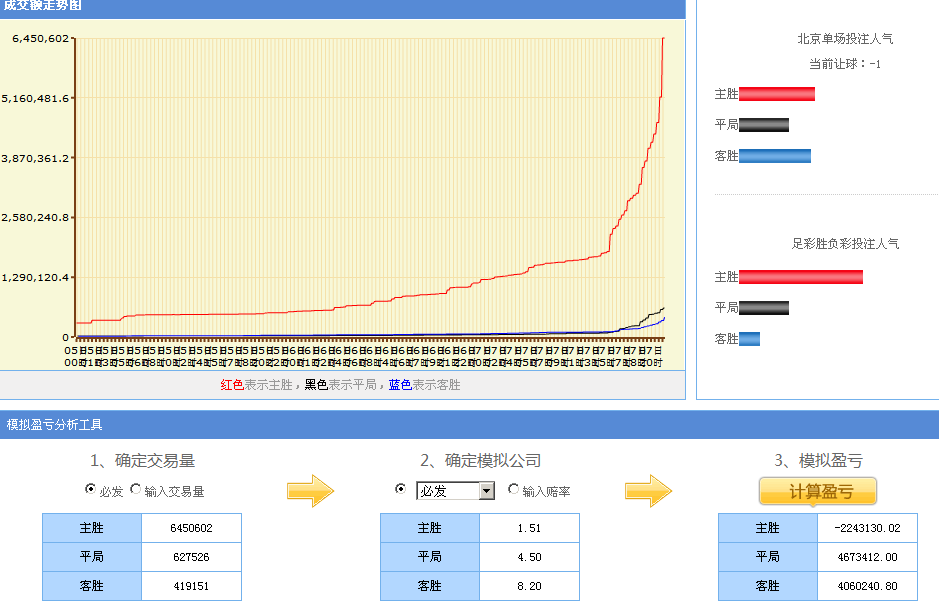 成交额走势图
6,450,602
5,160,481.6
3,870,361.2
2,580,240.8
1,290,120.4
0
红色表示主胜，黑色表示平局，蓝色表示客胜
北京单场投注人气
当前让球：-1
主胜
平局
客胜
足彩胜负彩投注人气
主胜
平局
客胜
模拟盈亏分析工具
1、确定交易量
必发 输入交易量
主胜 6450602
平局 627526
客胜 419151
2、确定模拟公司
必发 输入赔率
主胜 1.51
平局 4.50
客胜 8.20
3、模拟盈亏
计算盈亏
主胜 -2243130.02
平局 4673412.00
客胜 4060240.80